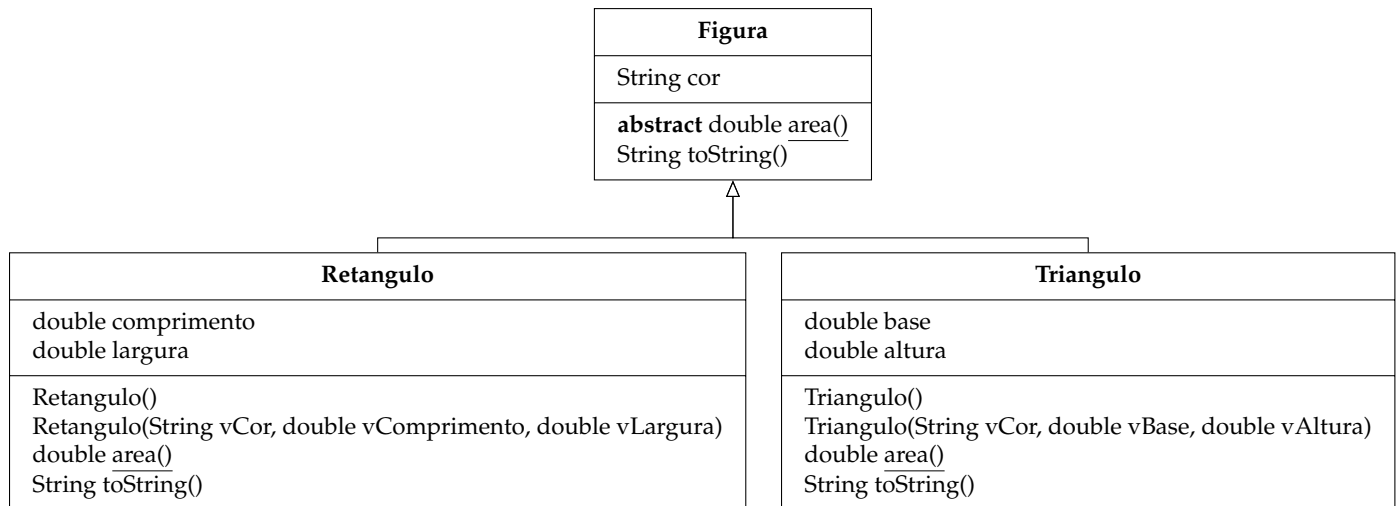 Figura
String cor
abstract double area()
String toString()
Retangulo
double comprimento
double largura
Retangulo()
Retangulo(String vCor, double vComprimento, double vLargura)
double area()
String toString()
Triangulo
double base
double altura
Triangulo()
Triangulo(String vCor, double vBase, double vAltura)
double area()
String toString()